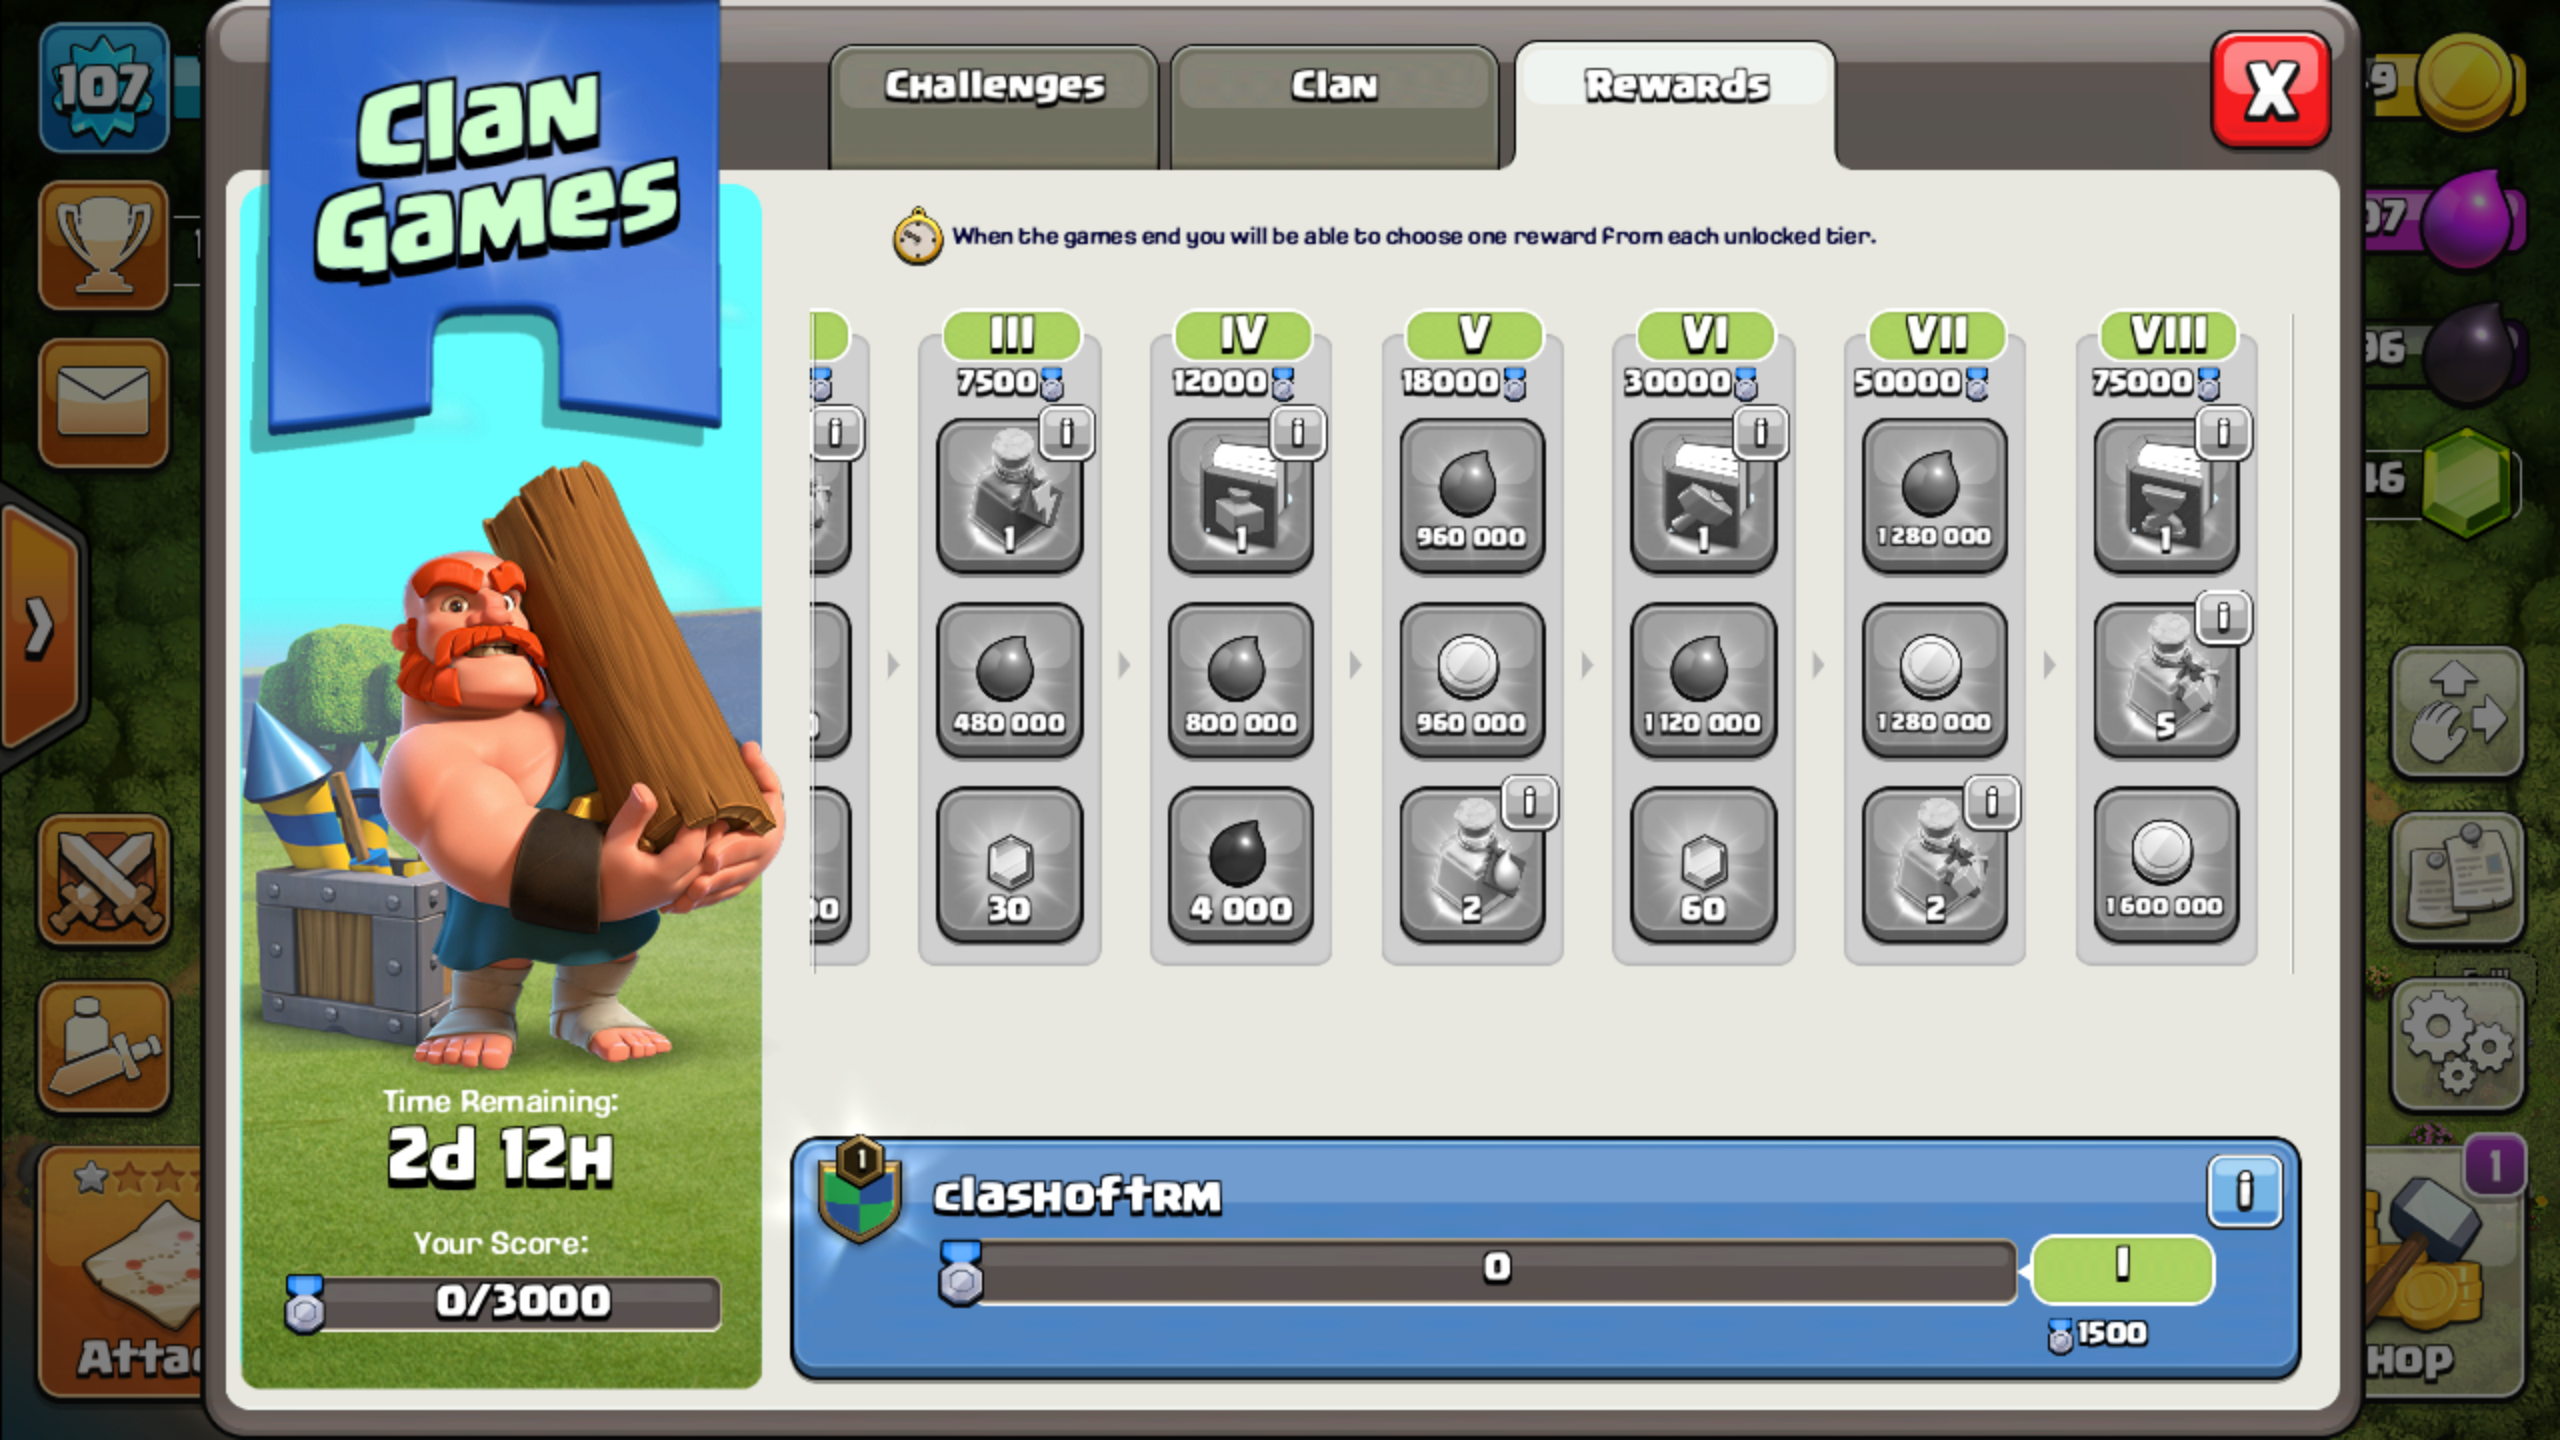 107
Clan
Games
Challenges
Clan
Rewards
X
When the games end you will be able to choose one reward from each unlocked tier.
III
IV
V
VI
VII
VIII
7500
12000
18000
30000
50000
75000
i
i
i
i
i
1
1
960 000
1
1 280 000
1
i
480 000
800 000
960 000
1 120 000
1 280 000
5
i
i
30
4 000
2
60
2
1 600 000
Time Remaining:
2d 12H
Your Score:
0/3000
1
clashoftrm
i
0
I
1500
1